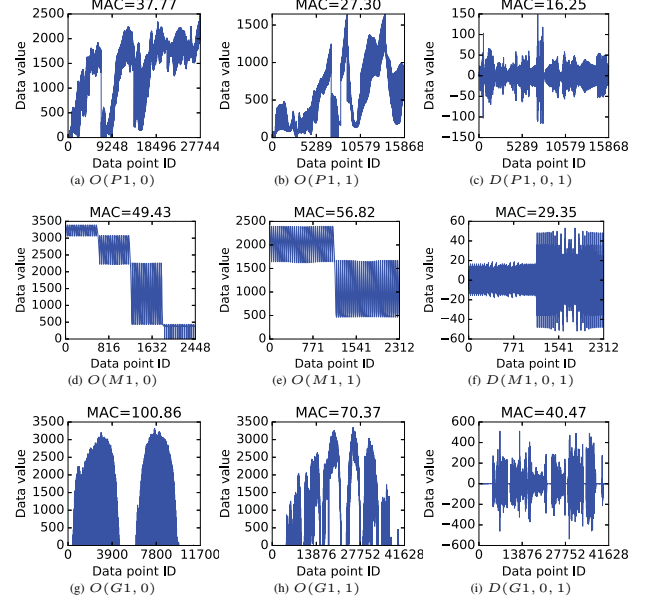 MAC=37.77
2500
2000
1500
1000
500
0
Data value
0 9248 18496 27744
Data point ID
(a) O(P1, 0)
MAC=27.30
1500
1000
500
0
Data value
0 5289 10579 15868
Data point ID
(b) O(P1, 1)
MAC=16.25
150
100
50
0
−50
−100
−150
Data value
0 5289 10579 15868
Data point ID
(c) D(P1, 0, 1)
MAC=49.43
3500
3000
2500
2000
1500
1000
500
0
Data value
0 816 1632 2448
Data point ID
(d) O(M1, 0)
MAC=56.82
2500
2000
1500
1000
500
0
Data value
0 771 1541 2312
Data point ID
(e) O(M1, 1)
MAC=29.35
60
40
20
0
−20
−40
−60
Data value
0 771 1541 2312
Data point ID
(f) D(M1, 0, 1)
MAC=100.86
3500
3000
2500
2000
1500
1000
500
0
Data value
0 3900 7800 11700
Data point ID
(g) O(G1, 0)
MAC=70.37
3500
3000
2500
2000
1500
1000
500
0
Data value
0 13876 27752 41628
Data point ID
(h) O(G1, 1)
MAC=40.47
600
400
200
0
−200
−400
−600
Data value
0 13876 27752 41628
Data point ID
(i) D(G1, 0, 1)